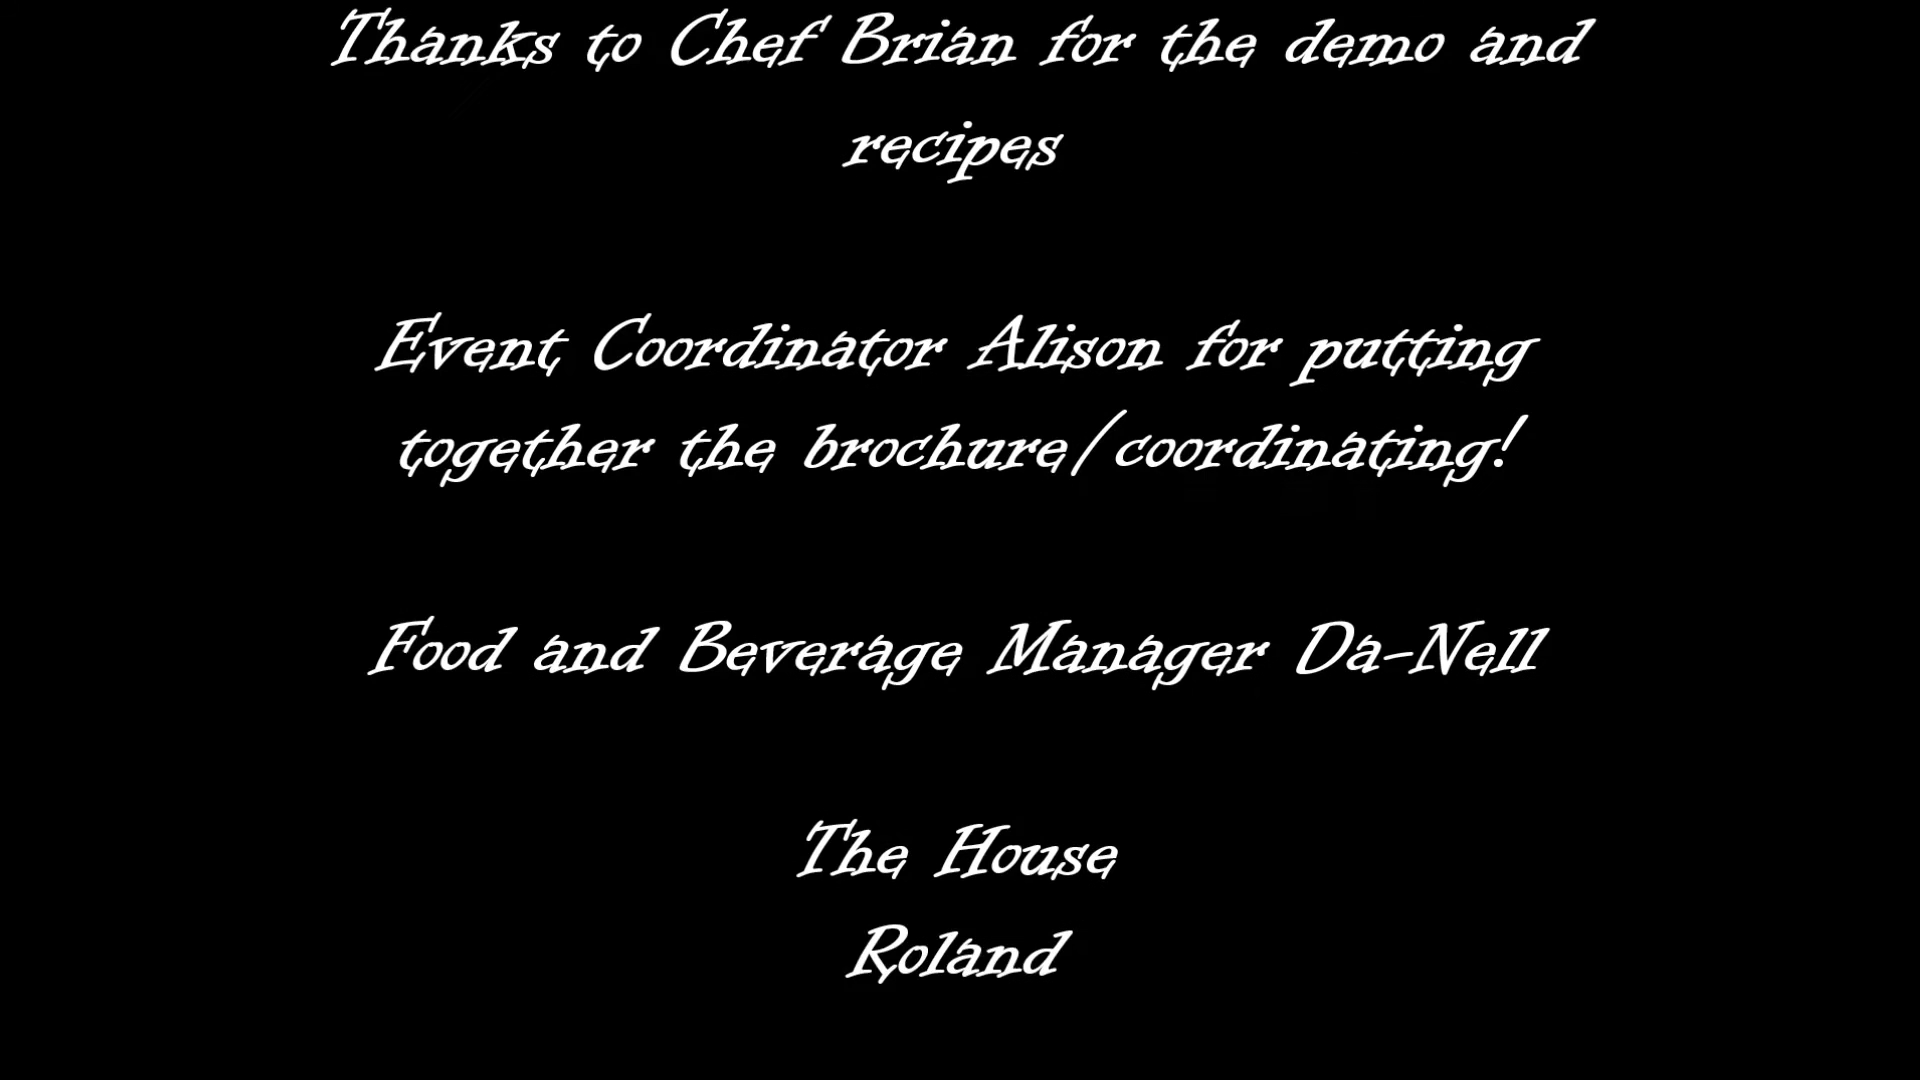 Thanks to Chef Brian for the demo and
recipes
Event Coordinator Alison for putting
together the brochure/coordinating!
Food and Beverage Manager Da-Nell
The House
Roland